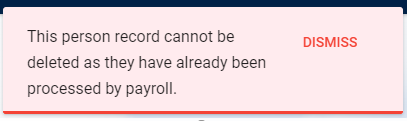 This person record cannot be
deleted as they have already been
processed by payroll.
DISMISS